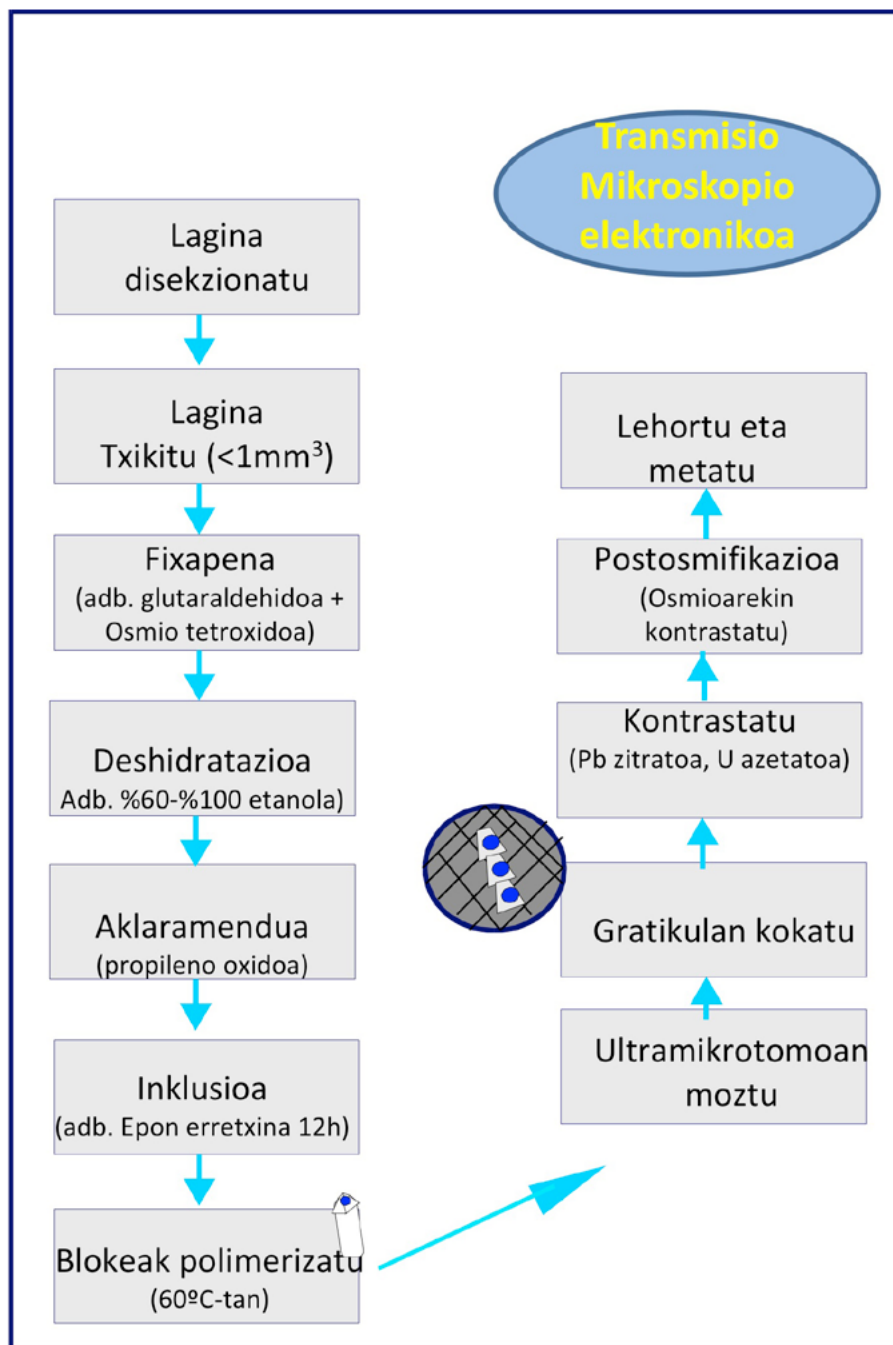 Transmisio
Mikroskopio
elektronikoa
Lagina
disekzionatu
Lagina
Txikitu (<1mm³)
Fixapena
(adb. glutaraldehidoa +
Osmio tetroxidoa)
Deshidratazioa
Adb. %60-%100 etanola)
Aklaramendua
(propileno oxidoa)
Inklusioa
(adb. Epon erretxina 12h)
Blokeak polimerizatu
(60ºC-tan)
Ultramikrotomoan
moztu
Gratikulan kokatu
Kontrastatu
(Pb zitratoa, U azetatoa)
Postosmifikazioa
(Osmioarekin
kontrastatu)
Lehortu eta
metatu